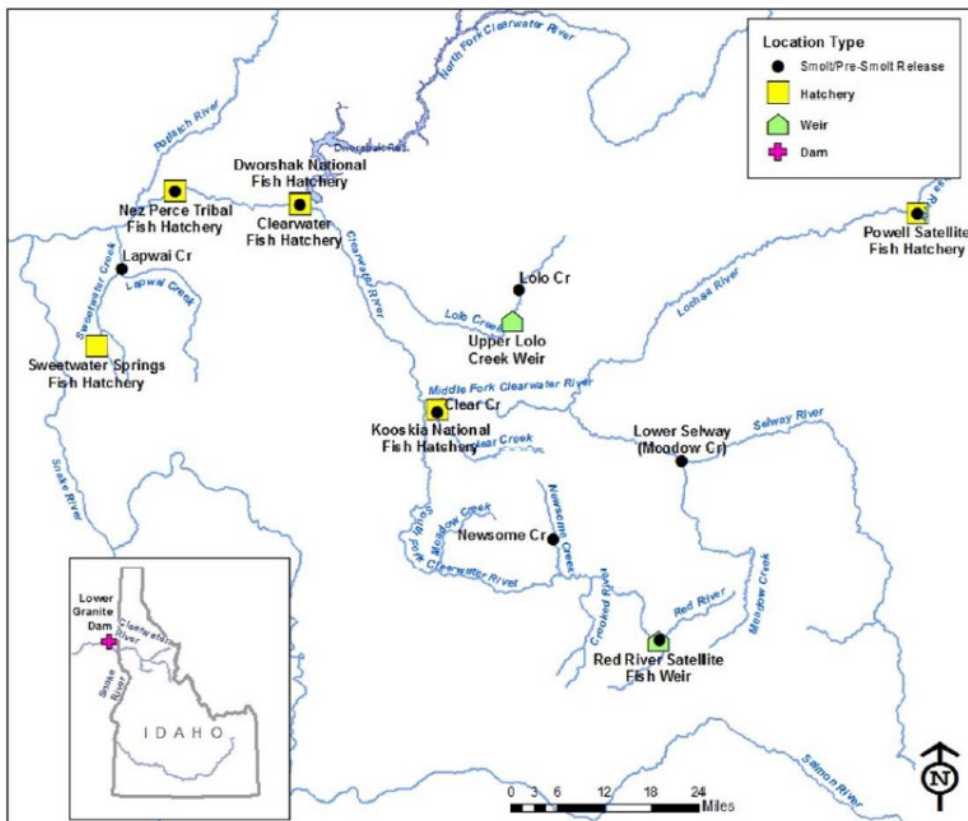 North Fork Clearwater River
Location Type
Smolt/Pre-Smolt Release
Hatchery
Weir
Dam
Potlatch River
Dworshak Res
Dworshak National
Fish Hatchery
Nez Perce Tribal
Fish Hatchery
Clearwater
Fish Hatchery
Powell Satellite
Fish Hatchery
Lapwai Cr
Lapwai Creek
Sweetwater Creek
Clearwater River
Lolo Cr
Lochsa River
Lolo Creek
Upper Lolo
Creek Weir
Sweetwater Springs
Fish Hatchery
Middle Fork Clearwater River
Clear Cr
Kooskia National
Fish Hatchery
Clear Creek
Lower Selway
(Meadow Cr)
Selway River
Snake River
Newsome Creek
Meadow Creek
Newsome Cr
South Fork Clearwater River
Crooked River
Red River
Meadow Creek
Red River Satellite
Fish Weir
Lower
Granite
Dam
Clearwater
River
Snake
River
IDAHO
Salmon River
N
0 3 6 12 18 24
Miles